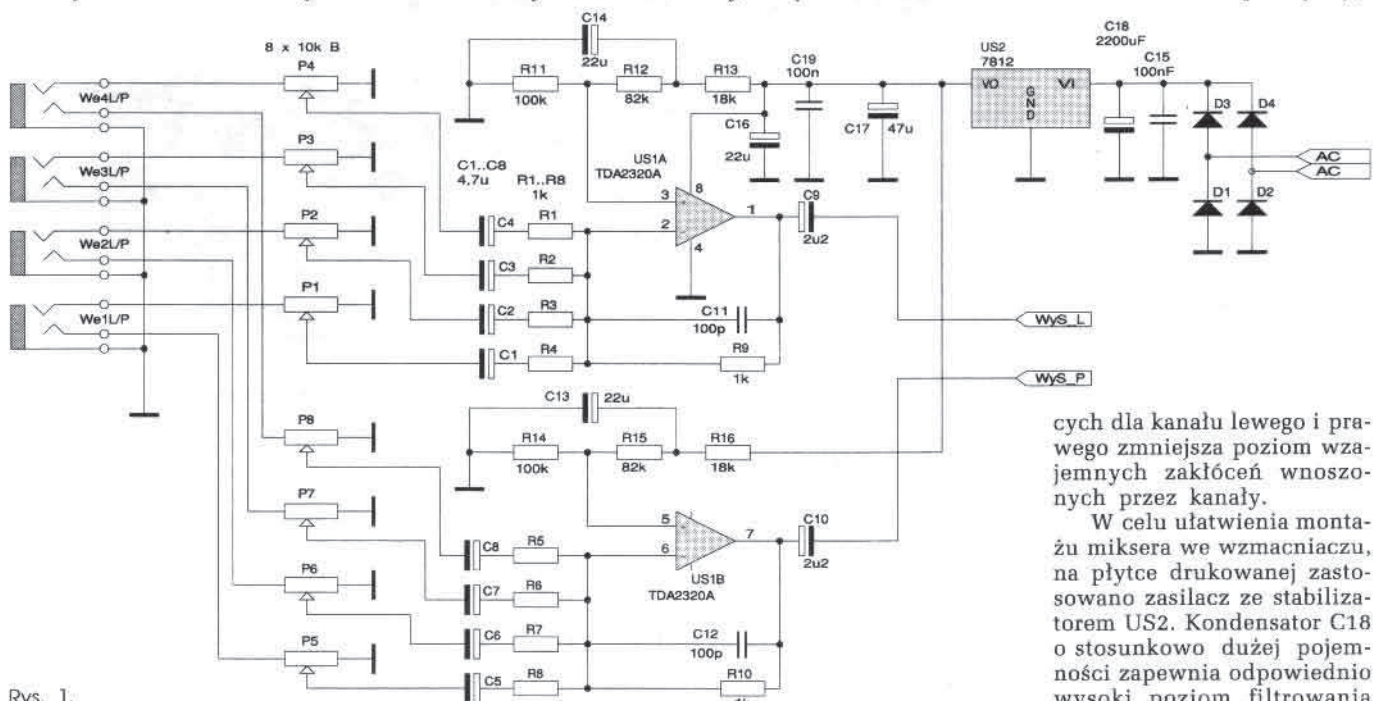 C14
22u
8 x 10k B
P4
We4L/P
R11
100k
R12
82k
R13
18k
C19
100n
US2
7812
VO
GND
VI
C18
2200uF
C15
100nF
D3
D4
P3
We3L/P
C1..C8
4,7u
R1..R8
1k
US1A
TDA2320A
C16
22u
C17
47u
AC
AC
P2
We2L/P
C4
R1
3
2
8
4
1
C9
2u2
D1
D2
C3
R2
P1
We1L/P
C2
R3
C11
100p
WyS_L
C1
R4
R9
1k
WyS_P
C13
22u
P8
R14
100k
R15
82k
R16
18k
P7
5
6
7
C10
2u2
C8
R5
US1B
TDA2320A
P6
C7
R6
C6
R7
C12
100p
P5
C5
R8
R10
Rys. 1.
cych dla kanału lewego i pra-
wego zmniejsza poziom wza-
jemnych zakłóceń wnoszo-
nych przez kanały.
W celu ułatwienia monta-
żu miksera we wzmacniaczu,
na płytce drukowanej zasto-
sowano zasilacz ze stabiliza-
torem US2. Kondensator C18
o stosunkowo dużej pojem-
ności zapewnia odpowiednio
wysoki poziom filtrowania